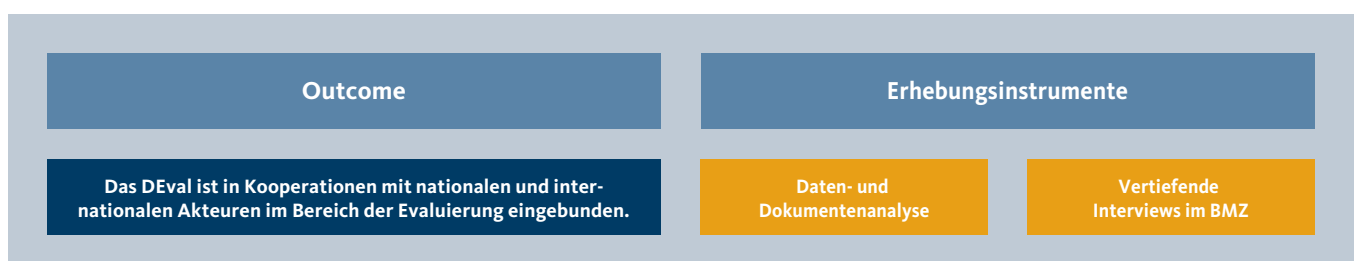 Outcome
Erhebungsinstrumente
Das DEval ist in Kooperationen mit nationalen und inter-
nationalen Akteuren im Bereich der Evaluierung eingebunden.
Daten- und
Dokumentenanalyse
Vertiefende
Interviews im BMZ